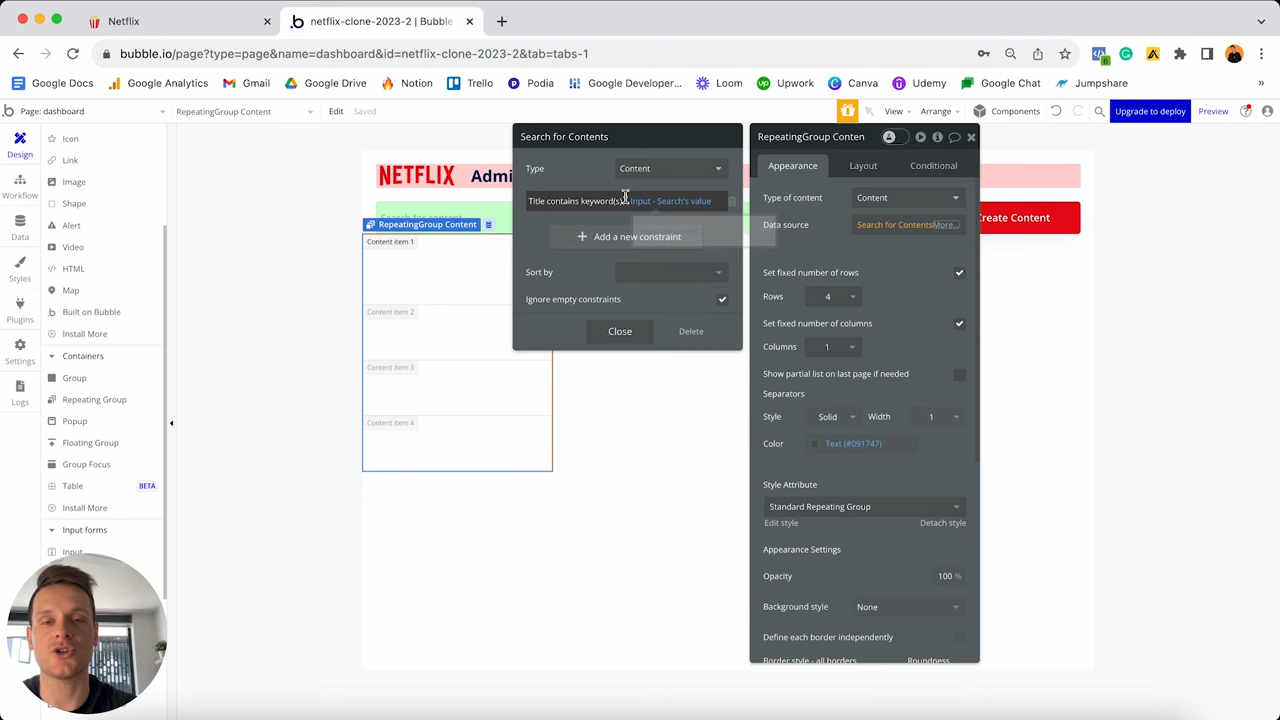 Netflix
netflix-clone-2023-2 | Bubble
bubble.io/page?type=page&name=dashboard&id=netflix-clone-2023-2&tab=tabs-1
6
Google Docs
Google Analytics
Gmail
Google Drive
Notion
Trello
Podia
Google Developer...
Loom
Upwork
Canva
Udemy
Google Chat
Jumpshare
»
Page: dashboard
RepeatingGroup Content
Edit
Saved
View
Arrange
Components
Upgrade to deploy
Preview
Design
Workflow
Data
Styles
Plugins
Settings
Logs
Icon
Link
Image
Shape
Alert
Video
HTML
Map
Built on Bubble
Install More
Containers
Group
Repeating Group
Popup
Floating Group
Group Focus
Table
BETA
Install More
Input forms
Input
NETFLIX
Admi
Search for content
RepeatingGroup Content
Content item 1
Content item 2
Content item 3
Content item 4
Create Content
Search for Contents
Type
Content
Title contains keyword(s)
Input - Search's value
Add a new constraint
Sort by
Ignore empty constraints
Close
Delete
RepeatingGroup Conten
Appearance
Layout
Conditional
Type of content
Content
Data source
Search for Contents
More...
Set fixed number of rows
Rows
4
Set fixed number of columns
Columns
1
Show partial list on last page if needed
Separators
Style
Solid
Width
1
Color
Text (#091747)
Style Attribute
Standard Repeating Group
Edit style
Detach style
Appearance Settings
Opacity
100 %
Background style
None
Define each border independently
Border style - all borders
Roundness